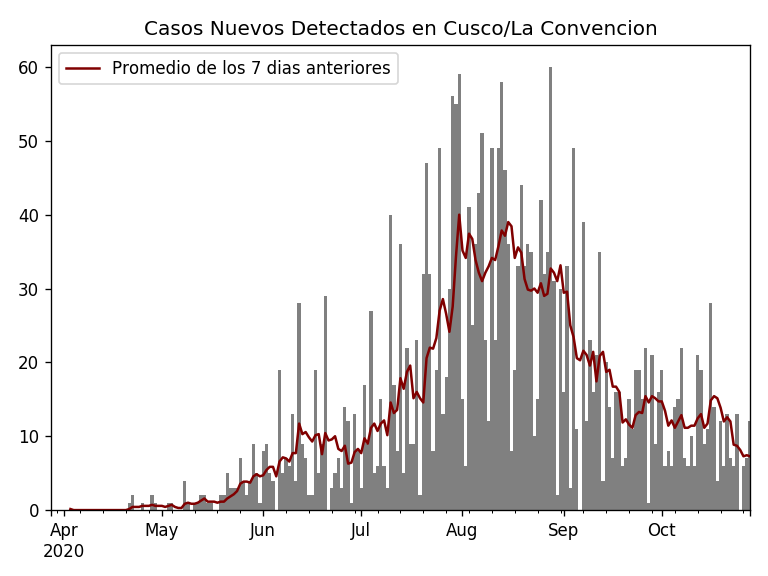 Casos Nuevos Detectados en Cusco/La Convencion
Promedio de los 7 dias anteriores
60
50
40
30
20
10
0
Apr May Jun Jul Aug Sep Oct
2020